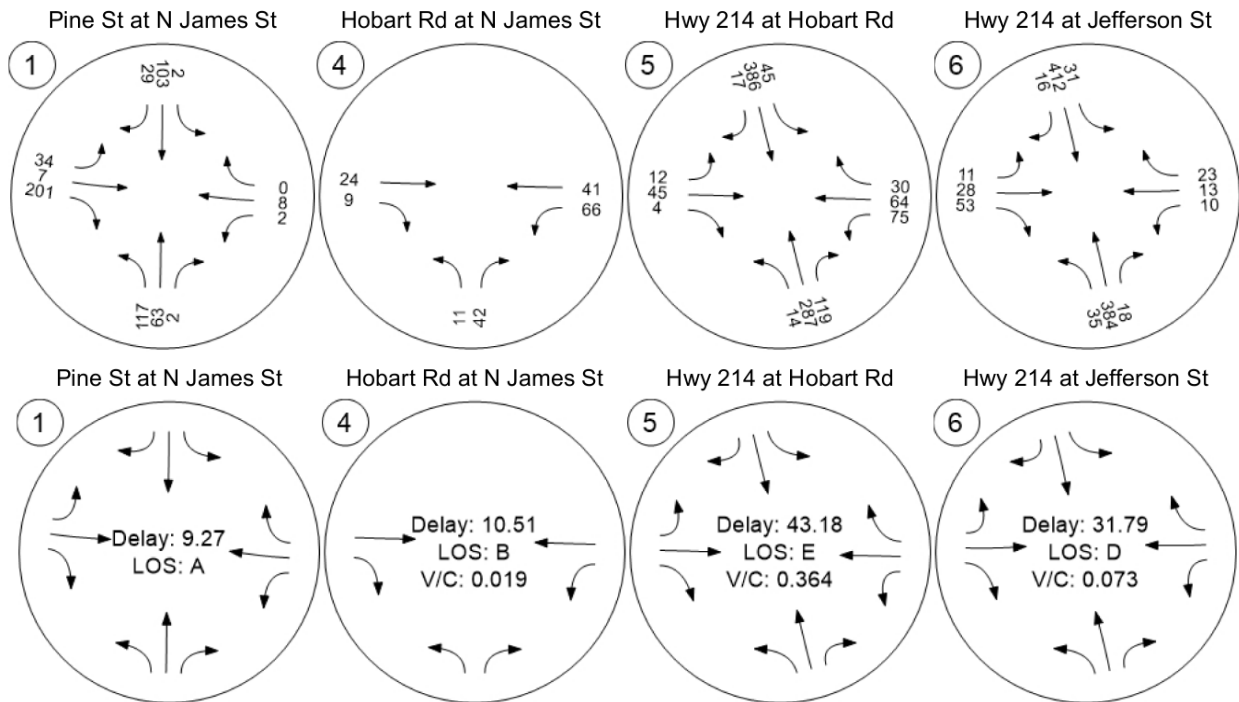 Pine St at N James St
Hobart Rd at N James St
Hwy 214 at Hobart Rd
Hwy 214 at Jefferson St
1
29
103
2
34
7
201
0
8
2
117
63
2
4
24
9
41
66
11
42
5
17
386
45
12
45
4
30
64
75
14
287
119
6
16
412
31
11
28
53
23
13
10
35
384
18
Pine St at N James St
Hobart Rd at N James St
Hwy 214 at Hobart Rd
Hwy 214 at Jefferson St
1
Delay: 9.27
LOS: A
4
Delay: 10.51
LOS: B
V/C: 0.019
5
Delay: 43.18
LOS: E
V/C: 0.364
6
Delay: 31.79
LOS: D
V/C: 0.073